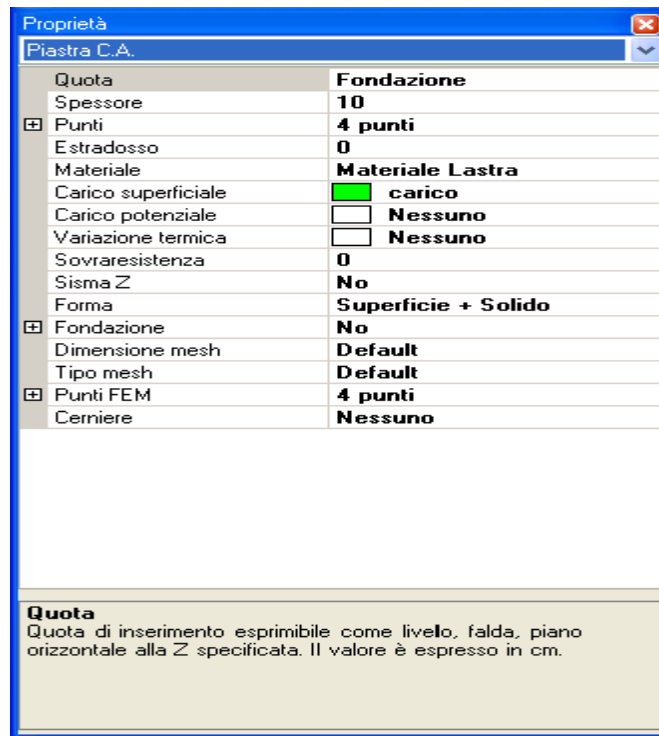 Proprietà
Piastra C.A.
Quota Fondazione
Spessore 10
Punti 4 punti
Estradosso 0
Materiale Materiale Lastra
Carico superficiale carico
Carico potenziale Nessuno
Variazione termica Nessuno
Sovraresistenza 0
Sisma Z No
Forma Superficie + Solido
Fondazione No
Dimensione mesh Default
Tipo mesh Default
Punti FEM 4 punti
Cerniere Nessuno
Quota
Quota di inserimento esprimibile come livelo, falda, piano
orizzontale alla Z specificata. Il valore è espresso in cm.